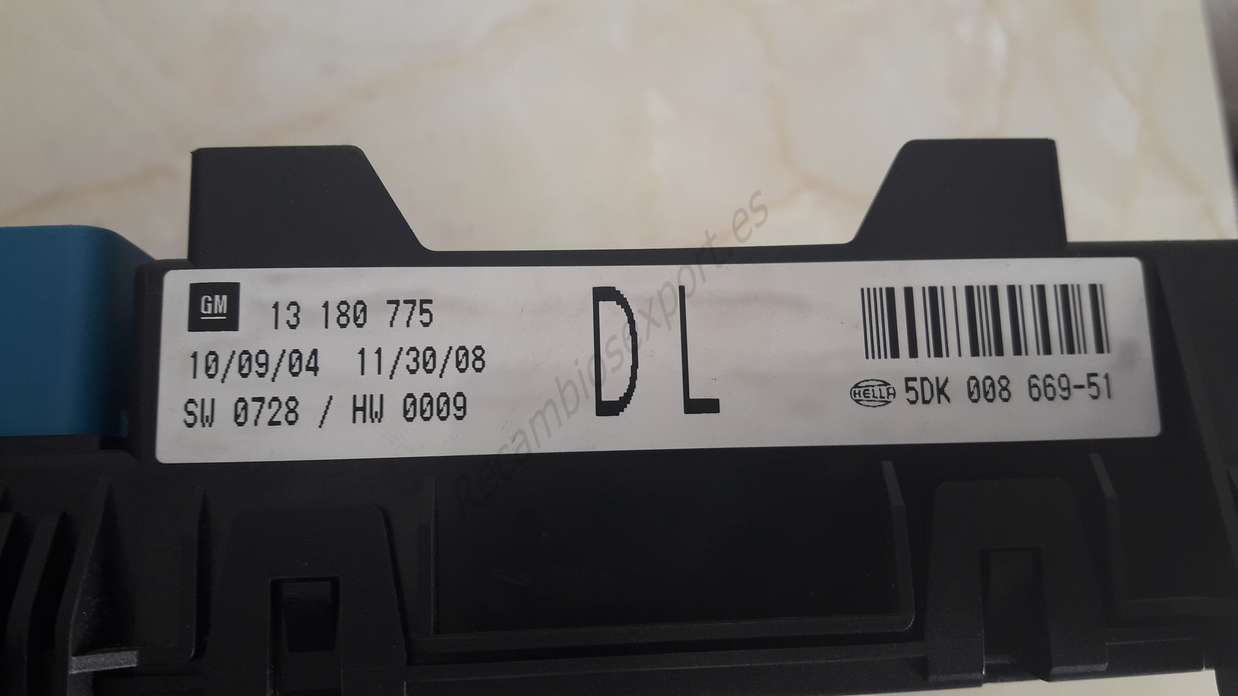 GM 13 180 775
10/09/04 11/30/08
SW 0728 / HW 0009
DL
HELLA 5DK 008 669-51
Recambiosexport.es